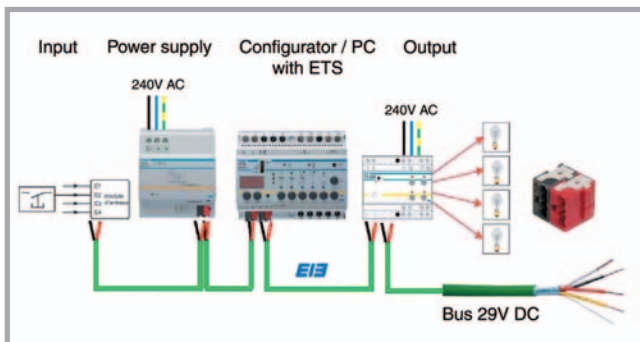 Input
Power supply
Configurator / PC
with ETS
Output
240V AC
240V AC
EIB
Bus 29V DC